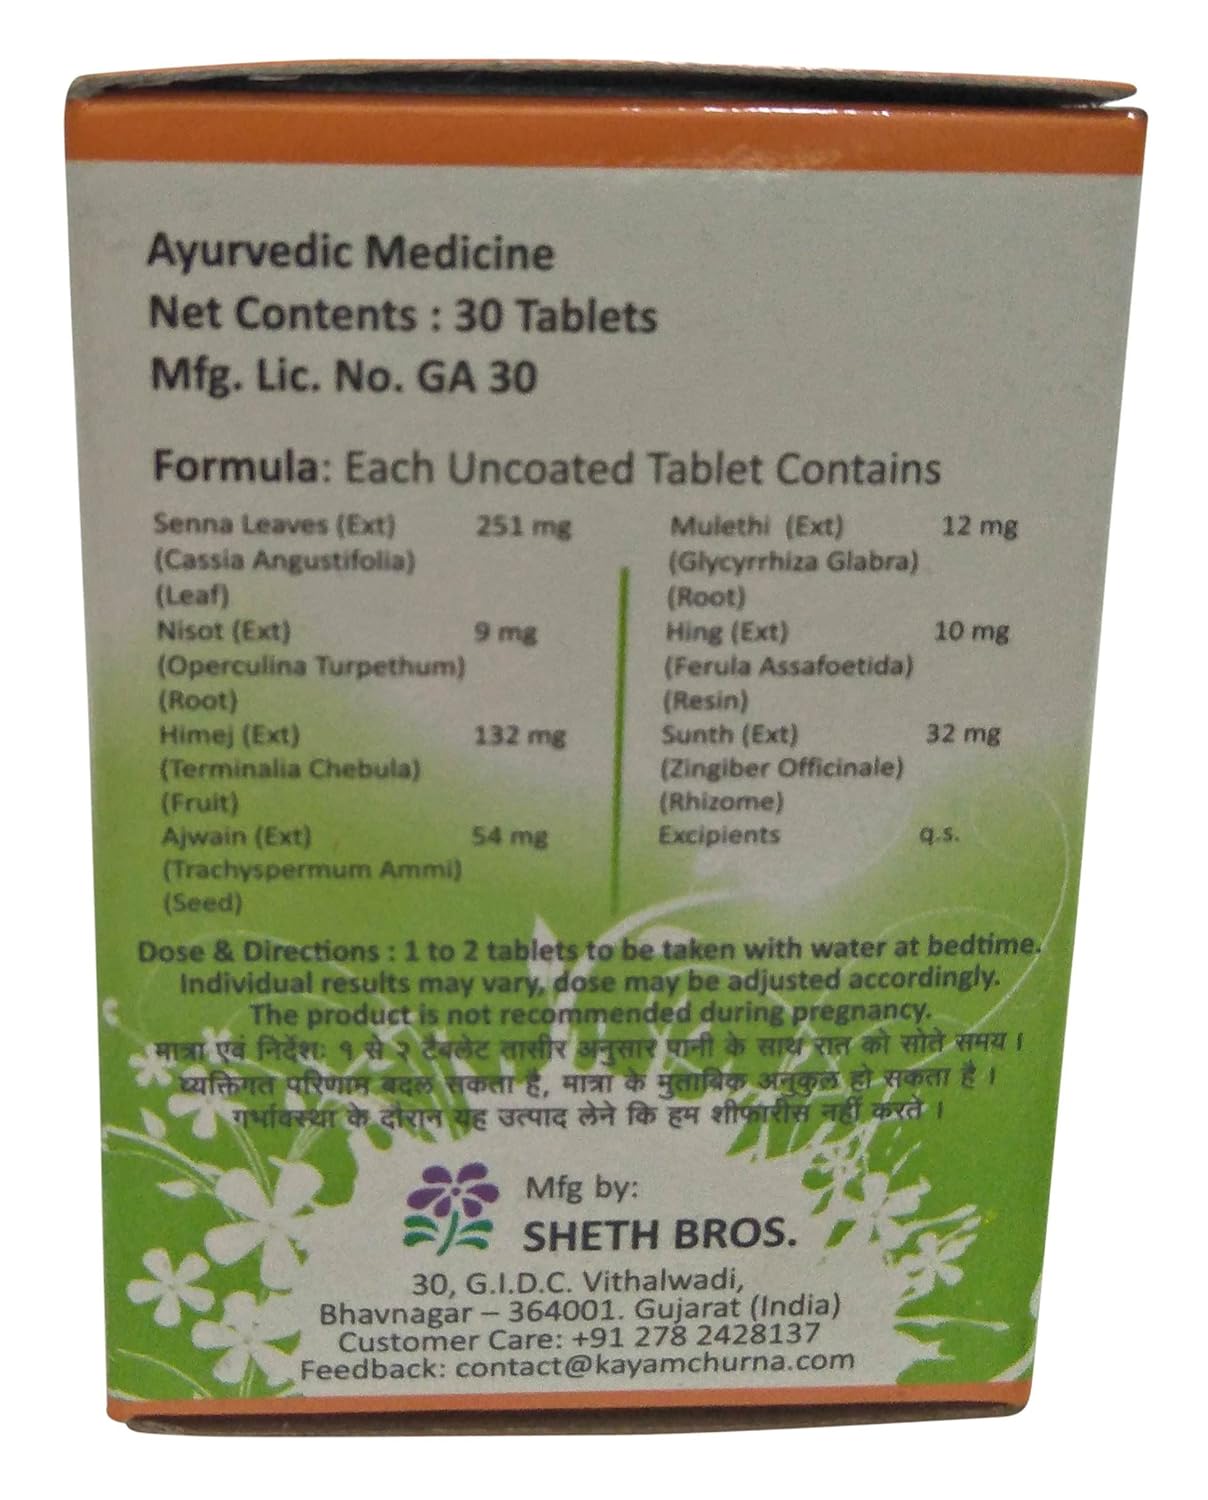 Ayurvedic Medicine
Net Contents : 30 Tablets
Mfg. Lic. No. GA 30
Formula: Each Uncoated Tablet Contains
Senna Leaves (Ext) 251 mg
(Cassia Angustifolia)
(Leaf)
Nisot (Ext) 9 mg
(Operculina Turpethum)
(Root)
Himej (Ext) 132 mg
(Terminalia Chebula)
(Fruit)
Ajwain (Ext) 54 mg
(Trachyspermum Ammi)
(Seed)
Mulethi (Ext) 12 mg
(Glycyrrhiza Glabra)
(Root)
Hing (Ext) 10 mg
(Ferula Assafoetida)
(Resin)
Sunth (Ext) 32 mg
(Zingiber Officinale)
(Rhizome)
Excipients q.s.
Dose & Directions : 1 to 2 tablets to be taken with water at bedtime.
Individual results may vary, dose may be adjusted accordingly.
The product is not recommended during pregnancy.
मात्रा एवं निर्देशः १ से २ टैबलेट तासीर अनुसार पानी के साथ रात को सोते समय ।
व्यक्तिगत परिणाम बदल सकता है, मात्रा के मुताबिक अनुकुल हो सकता है ।
गर्भावस्था के दौरान यह उत्पाद लेने कि हम शीफारीस नहीं करते ।
Mfg by:
SHETH BROS.
30, G.I.D.C. Vithalwadi,
Bhavnagar – 364001. Gujarat (India)
Customer Care: +91 278 2428137
Feedback: contact@kayamchurna.com